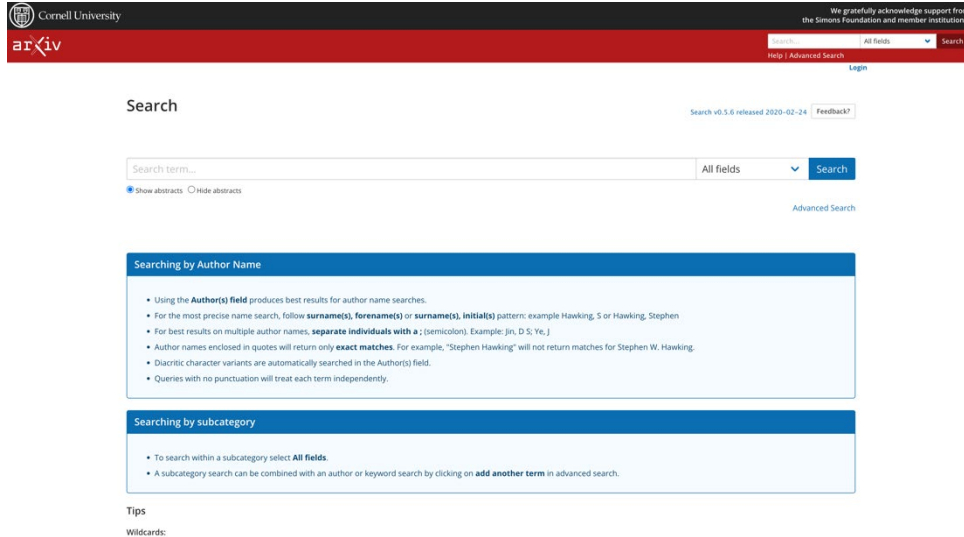 Cornell University
We gratefully acknowledge support from
the Simons Foundation and member institution
arXiv
Search...
All fields
Search
Help | Advanced Search
Login
Search
Search v0.5.6 released 2020-02-24
Feedback?
Search term...
All fields
Search
Show abstracts
Hide abstracts
Advanced Search
Searching by Author Name
• Using the Author(s) field produces best results for author name searches.
• For the most precise name search, follow surname(s), forename(s) or surname(s), initial(s) pattern: example Hawking, S or Hawking, Stephen
• For best results on multiple author names, separate individuals with a ; (semicolon). Example: Jin, D S; Ye, J
• Author names enclosed in quotes will return only exact matches. For example, "Stephen Hawking" will not return matches for Stephen W. Hawking.
• Diacritic character variants are automatically searched in the Author(s) field.
• Queries with no punctuation will treat each term independently.
Searching by subcategory
• To search within a subcategory select All fields.
• A subcategory search can be combined with an author or keyword search by clicking on add another term in advanced search.
Tips
Wildcards: